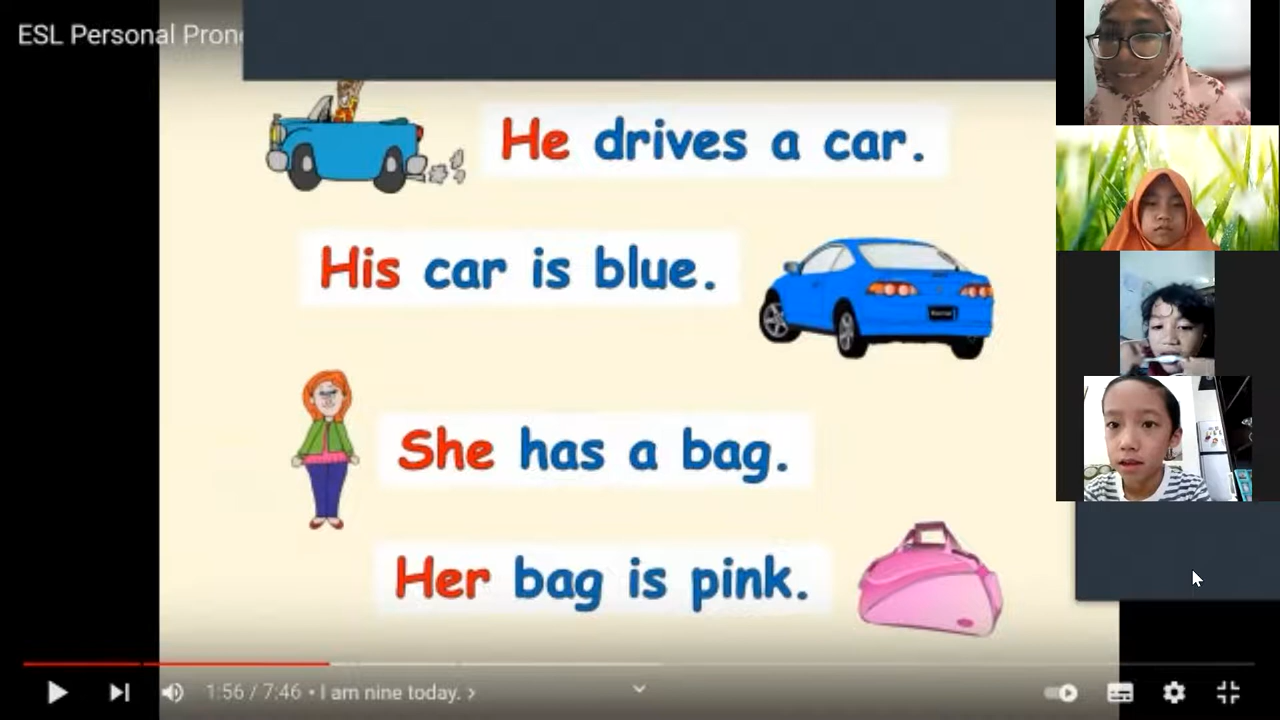 ESL Personal
He drives a car.
His car is blue.
She has a bag.
Her bag is pink.
1:56 / 7:46 • I am nine today. >